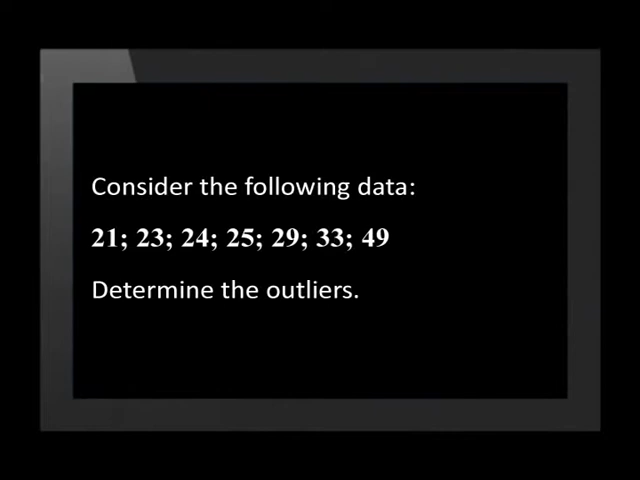 Consider the following data:
21; 23; 24; 25; 29; 33; 49
Determine the outliers.